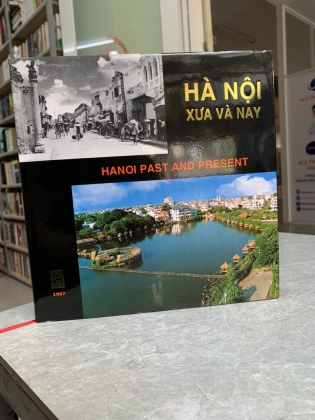 HÀ NỘI
XƯA VÀ NAY
HANOI PAST AND PRESENT
1997